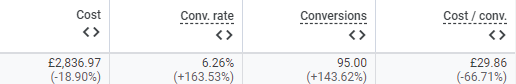 Cost Conv. rate Conversions Cost / conv.
£2,836.97 6.26% 95.00 £29.86
(-18.90%) (+163.53%) (+143.62%) (-66.71%)